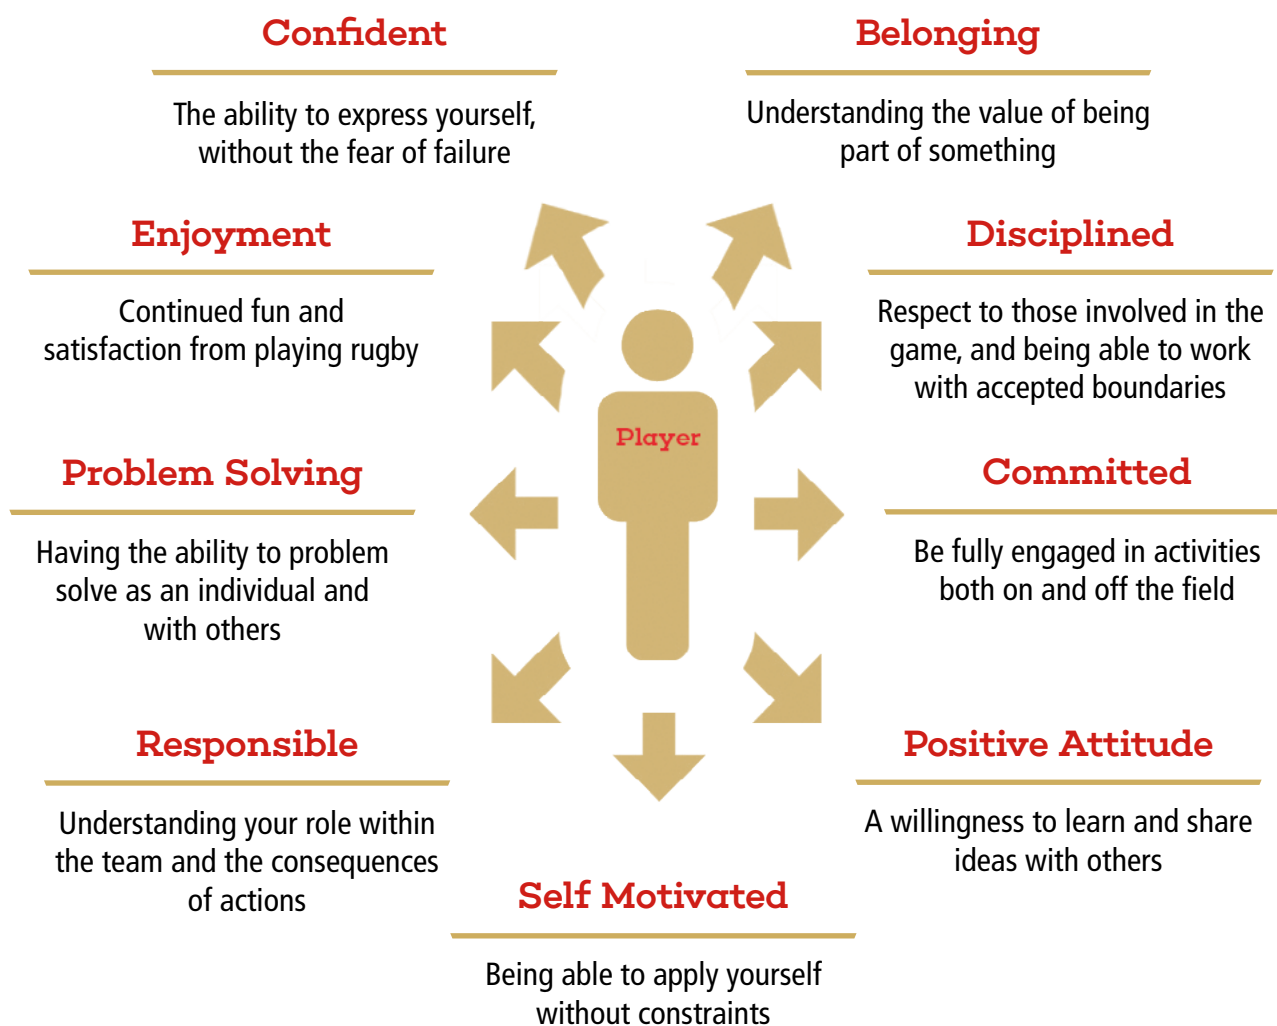 Confident
The ability to express yourself,
without the fear of failure
Belonging
Understanding the value of being
part of something
Enjoyment
Continued fun and
satisfaction from playing rugby
Disciplined
Respect to those involved in the
game, and being able to work
with accepted boundaries
Player
Problem Solving
Having the ability to problem
solve as an individual and
with others
Committed
Be fully engaged in activities
both on and off the field
Responsible
Understanding your role within
the team and the consequences
of actions
Positive Attitude
A willingness to learn and share
ideas with others
Self Motivated
Being able to apply yourself
without constraints